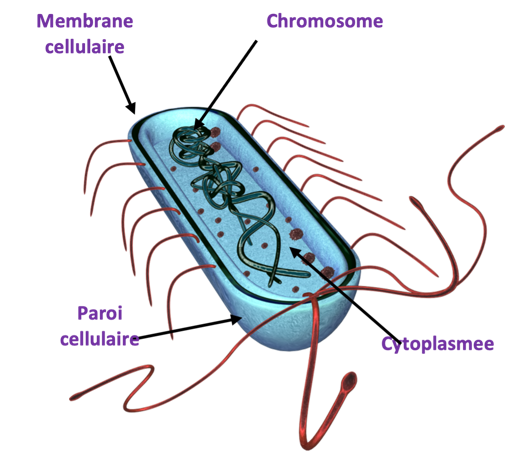 Membrane
cellulaire
Chromosome
Paroi
cellulaire
Cytoplasmee